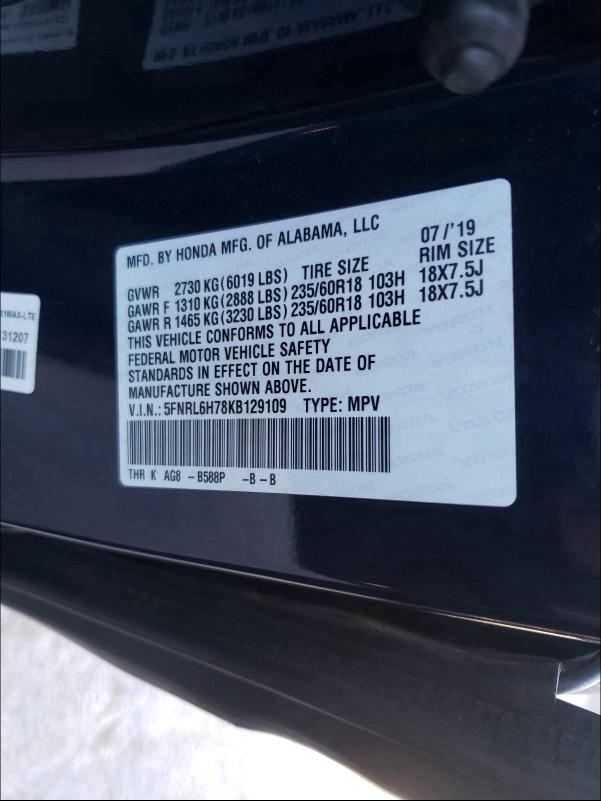 MFD. BY HONDA MFG. OF ALABAMA, LLC 07/'19
GVWR 2730 KG(6019 LBS) TIRE SIZE RIM SIZE
GAWR F 1310 KG(2888 LBS) 235/60R18 103H 18X7.5J
GAWR R 1465 KG(3230 LBS) 235/60R18 103H 18X7.5J
THIS VEHICLE CONFORMS TO ALL APPLICABLE
FEDERAL MOTOR VEHICLE SAFETY
STANDARDS IN EFFECT ON THE DATE OF
MANUFACTURE SHOWN ABOVE.
V.I.N.: 5FNRL6H78KB129109 TYPE: MPV
THR K AG8 -B588P -B -B
X1MAX-LTE
31207